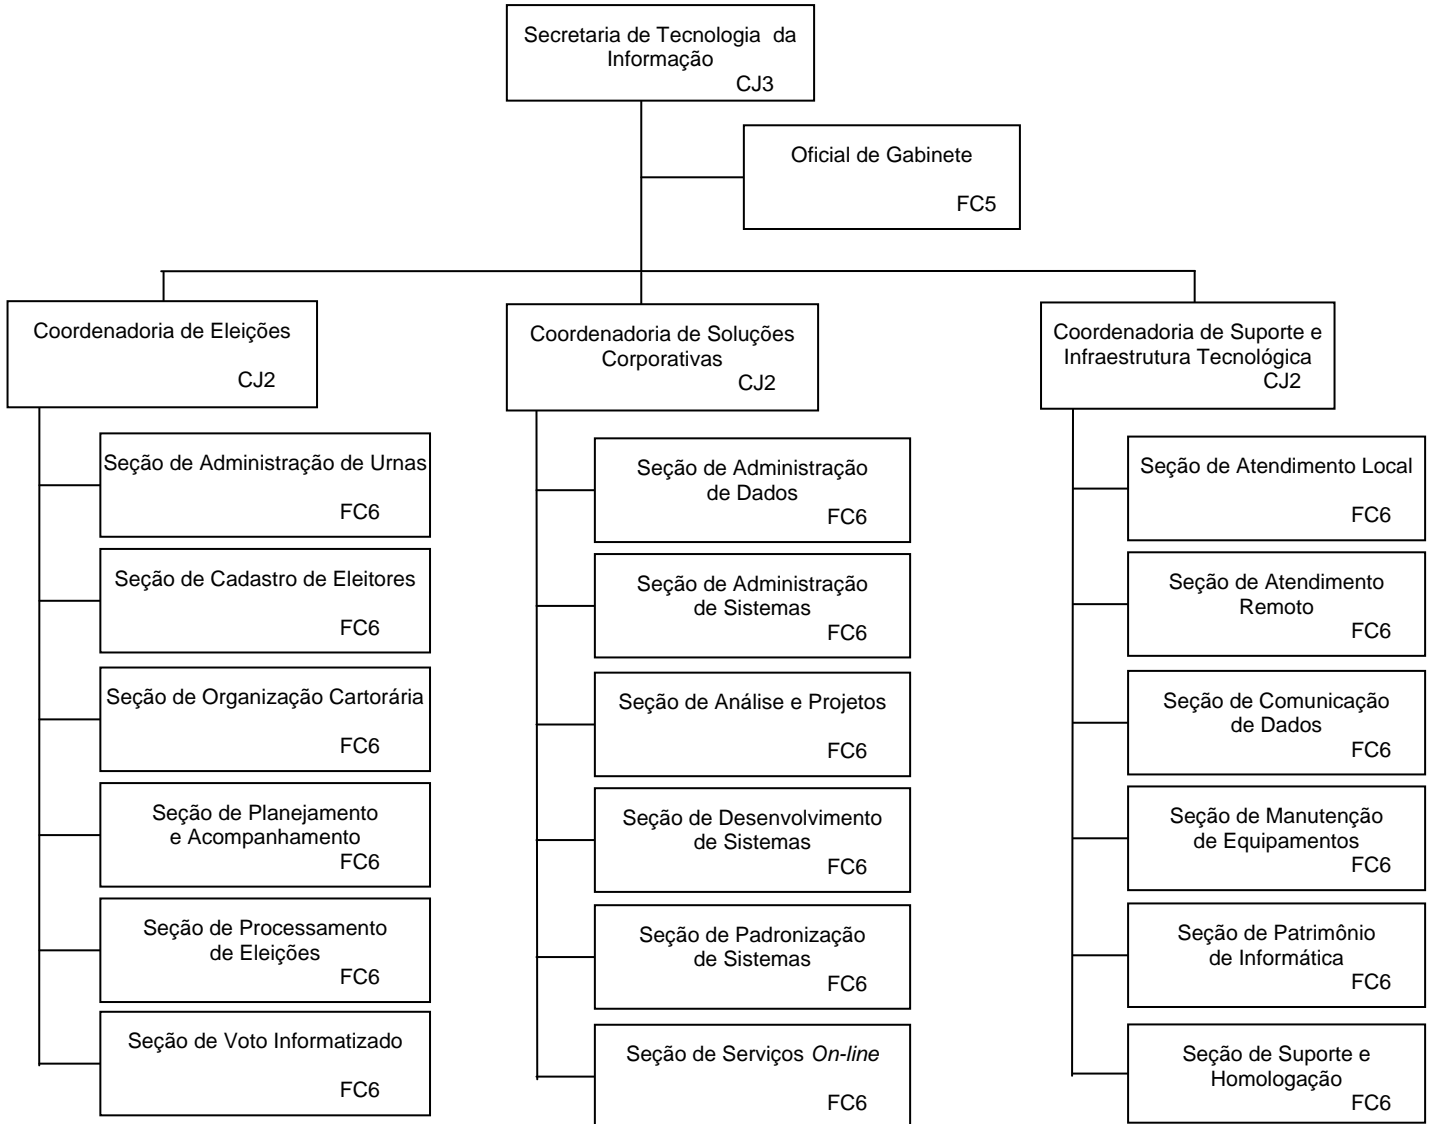 Secretaria de Tecnologia da
Informação
CJ3
Oficial de Gabinete
FC5
Coordenadoria de Eleições
CJ2
Seção de Administração de Urnas
FC6
Seção de Cadastro de Eleitores
FC6
Seção de Organização Cartorária
FC6
Seção de Planejamento
e Acompanhamento
FC6
Seção de Processamento
de Eleições
FC6
Seção de Voto Informatizado
FC6
Coordenadoria de Soluções
Corporativas
CJ2
Seção de Administração
de Dados
FC6
Seção de Administração
de Sistemas
FC6
Seção de Análise e Projetos
FC6
Seção de Desenvolvimento
de Sistemas
FC6
Seção de Padronização
de Sistemas
FC6
Seção de Serviços On-line
FC6
Coordenadoria de Suporte e
Infraestrutura Tecnológica
CJ2
Seção de Atendimento Local
FC6
Seção de Atendimento
Remoto
FC6
Seção de Comunicação
de Dados
FC6
Seção de Manutenção
de Equipamentos
FC6
Seção de Patrimônio
de Informática
FC6
Seção de Suporte e
Homologação
FC6